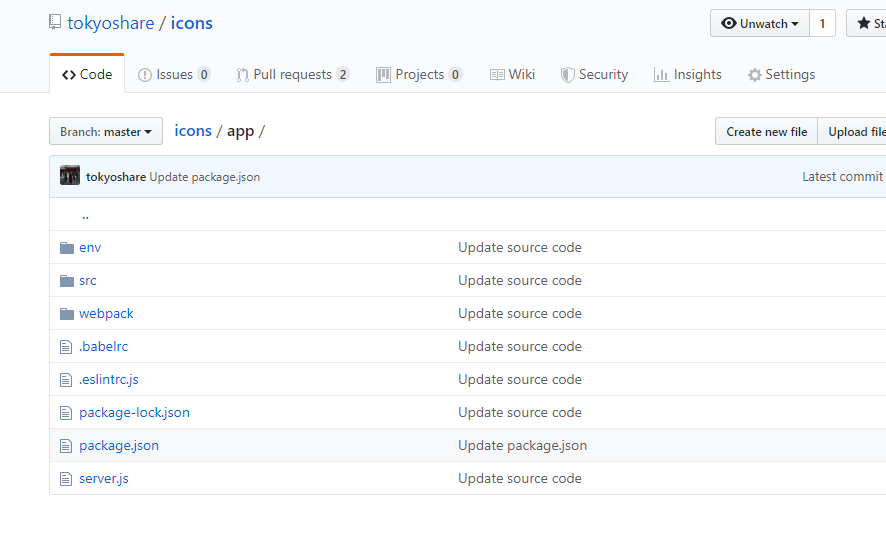 tokyoshare / icons
Unwatch 1
Code Issues 0 Pull requests 2 Projects 0 Wiki Security Insights Settings
Branch: master icons / app / Create new file
tokyoshare Update package.json Latest commit
..
env Update source code
src Update source code
webpack Update source code
.babelrc Update source code
.eslintrc.js Update source code
package-lock.json Update source code
package.json Update package.json
server.js Update source code